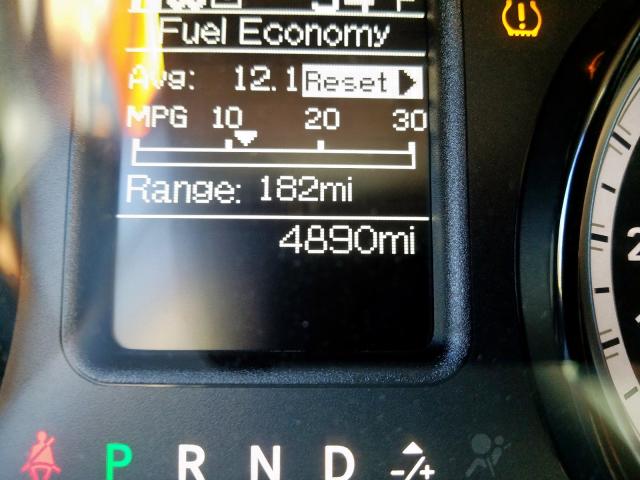 Fuel Economy
Avg: 12.1 Reset
MPG 10 20 30
Range: 182mi
4890mi
P R N D -/+